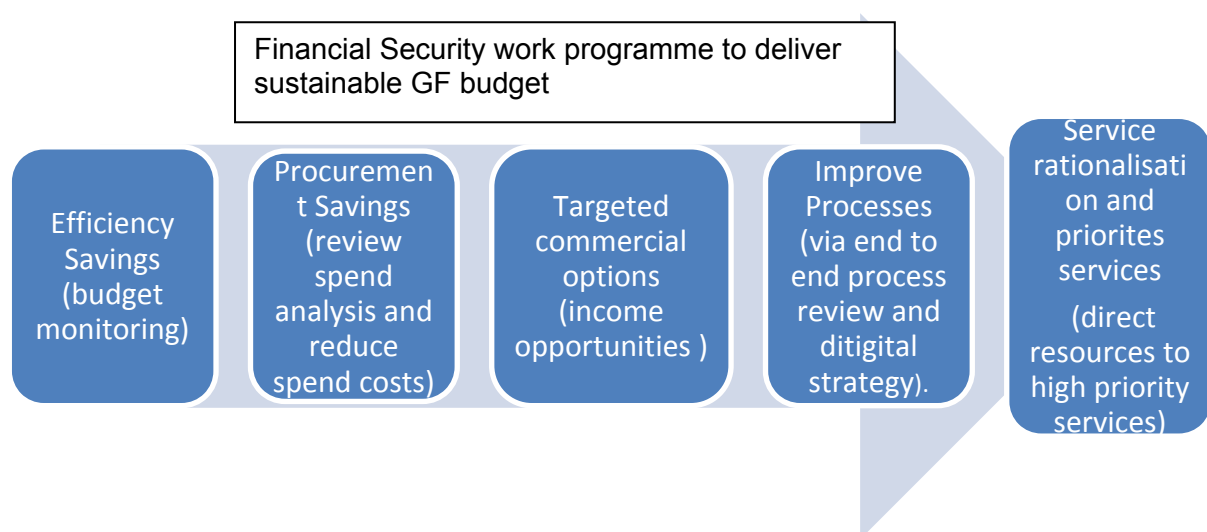 Financial Security work programme to deliver
sustainable GF budget
Efficiency
Savings
(budget
monitoring)
Procuremen
t Savings
(review
spend
analysis and
reduce
spend costs)
Targeted
commercial
options
(income
opportunities )
Improve
Processes
(via end to
end process
review and
ditigital
strategy).
Service
rationalisati
on and
priorites
services
(direct
resources to
high priority
services)